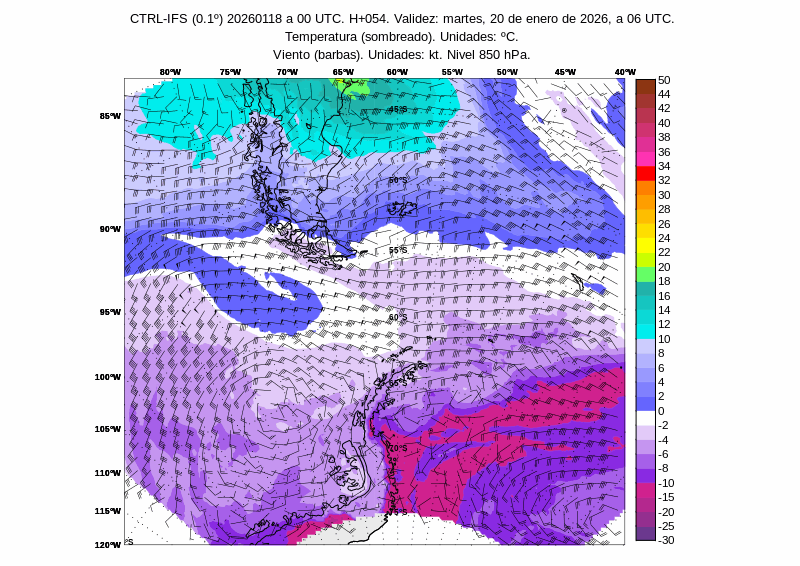 CTRL-IFS (0.1º) 20260118 a 00 UTC. H+054. Validez: martes, 20 de enero de 2026, a 06 UTC.
Temperatura (sombreado). Unidades: ºC.
Viento (barbas). Unidades: kt. Nivel 850 hPa.
80°W 75°W 70°W 65°W 60°W 55°W 50°W 45°W 40°W
85°W
90°W
95°W
100°W
105°W
110°W
115°W
120°W
45°S
50°S
55°S
60°S
65°S
70°S
75°S
°S
50
44
42
40
38
36
34
32
30
28
26
24
22
20
18
16
14
12
10
8
6
4
2
0
-2
-4
-6
-8
-10
-15
-20
-25
-30